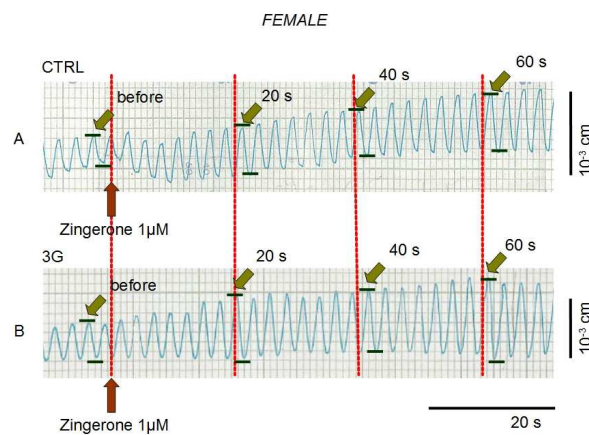 FEMALE
CTRL
before
20 s
40 s
60 s
A
10-³ cm
Zingerone 1µM
3G
before
20 s
40 s
60 s
B
10-³ cm
Zingerone 1µM
20 s